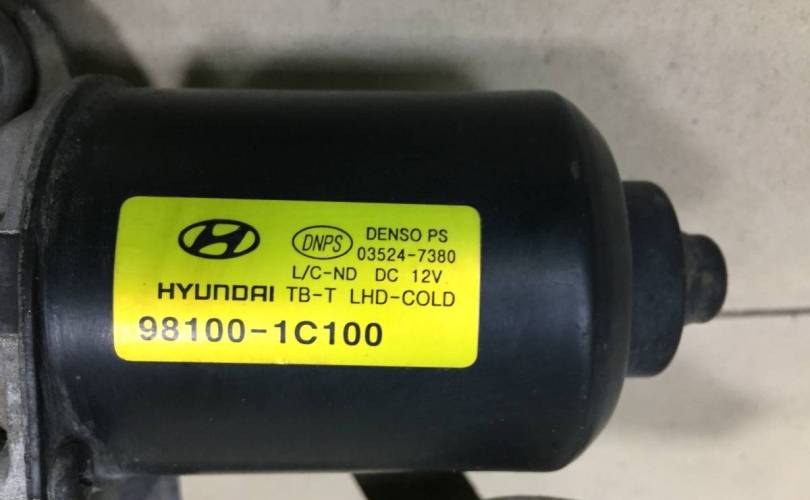 DNPS DENSO PS
03524-7380
L/C-ND DC 12V
HYUNDAI TB-T LHD-COLD
98100-1C100